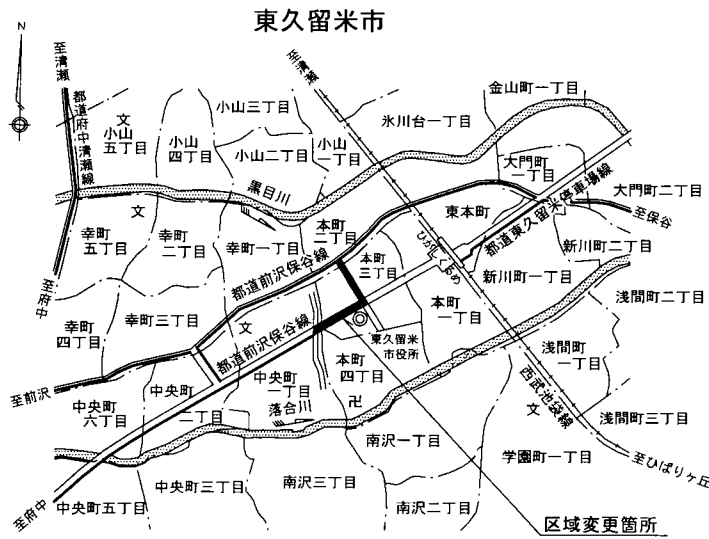 東久留米市
N
至清瀬
都道府中清瀬線
至清瀬
金山町一丁目
小山三丁目
氷川台一丁目
文
小山
五丁目
小山
四丁目
小山二丁目
小山
一丁目
大門町
一丁目
黒目川
大門町二丁目
文
東本町
都道東久留米停車場線
至保谷
幸町
五丁目
幸町
二丁目
幸町一丁目
本町
二丁目
本町
三丁目
ひがしくるめ
新川町二丁目
都道前沢保谷線
新川町一丁目
至府中
本町
一丁目
浅間町二丁目
幸町
四丁目
幸町三丁目
文
都道前沢保谷線
東久留米
市役所
浅間町
一丁目
至前沢
中央町
六丁目
中央町
二丁目
中央町
一丁目
本町
四丁目
卍
西武池袋線
落合川
文
浅間町三丁目
南沢一丁目
学園町一丁目
至ひばりヶ丘
至府中
中央町五丁目
中央町三丁目
南沢三丁目
南沢二丁目
区域変更箇所